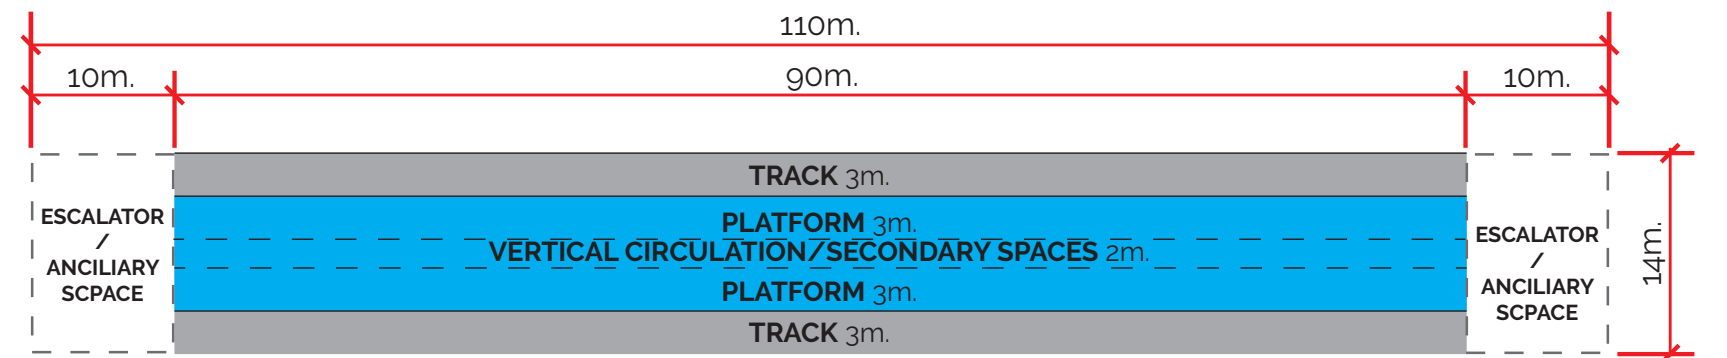 110m.
10m.
90m.
10m.
TRACK 3m.
PLATFORM 3m.
VERTICAL CIRCULATION/SECONDARY SPACES 2m.
PLATFORM 3m.
TRACK 3m.
ESCALATOR
/
ANCILIARY
SCPACE
ESCALATOR
/
ANCILIARY
SCPACE
14m.